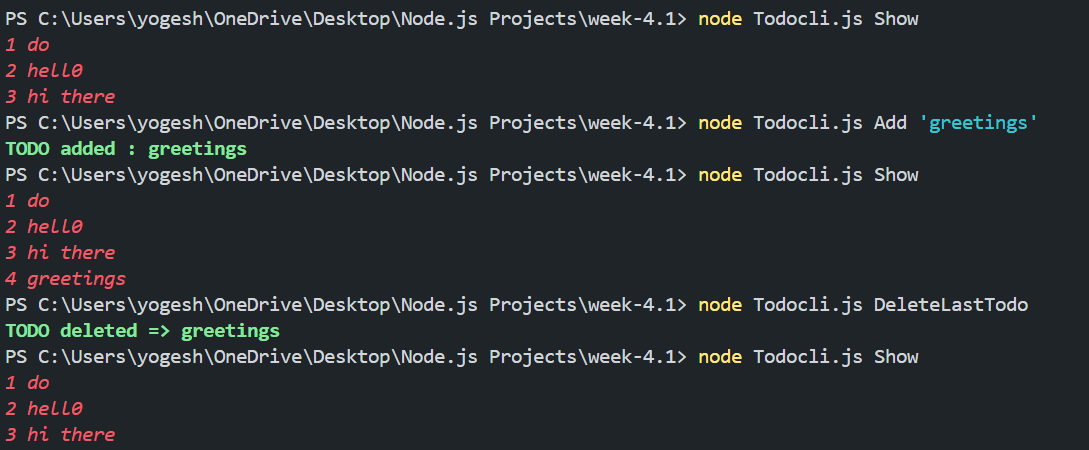 PS C:\Users\yogesh\OneDrive\Desktop\Node.js Projects\week-4.1> node Todocli.js Show
1 do
2 hell0
3 hi there
PS C:\Users\yogesh\OneDrive\Desktop\Node.js Projects\week-4.1> node Todocli.js Add 'greetings'
TODO added : greetings
PS C:\Users\yogesh\OneDrive\Desktop\Node.js Projects\week-4.1> node Todocli.js Show
1 do
2 hell0
3 hi there
4 greetings
PS C:\Users\yogesh\OneDrive\Desktop\Node.js Projects\week-4.1> node Todocli.js DeleteLastTodo
TODO deleted => greetings
PS C:\Users\yogesh\OneDrive\Desktop\Node.js Projects\week-4.1> node Todocli.js Show
1 do
2 hell0
3 hi there